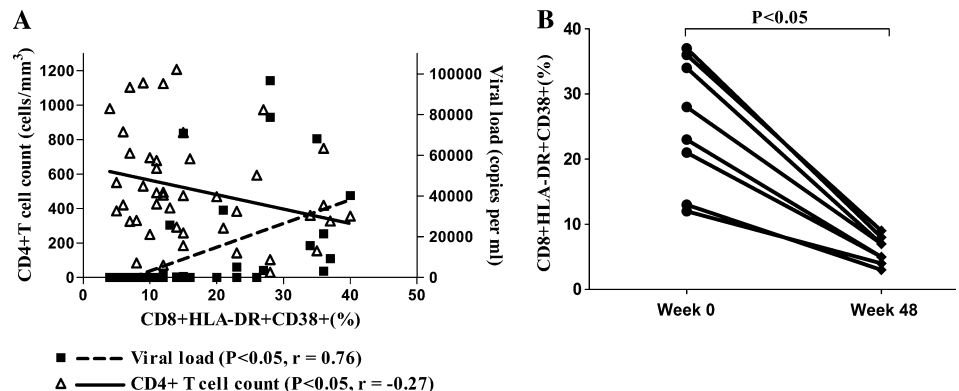 A
CD4+T cell count (cells/mm³)
1200
1000
800
600
400
200
0
100000
80000
60000
40000
20000
0
Viral load (copies per ml)
0 10 20 30 40 50
CD8+HLA-DR+CD38+(%)
Viral load (P<0.05, r = 0.76)
CD4+ T cell count (P<0.05, r = -0.27)
B
P<0.05
CD8+HLA-DR+CD38+(%)
40
30
20
10
0
Week 0 Week 48